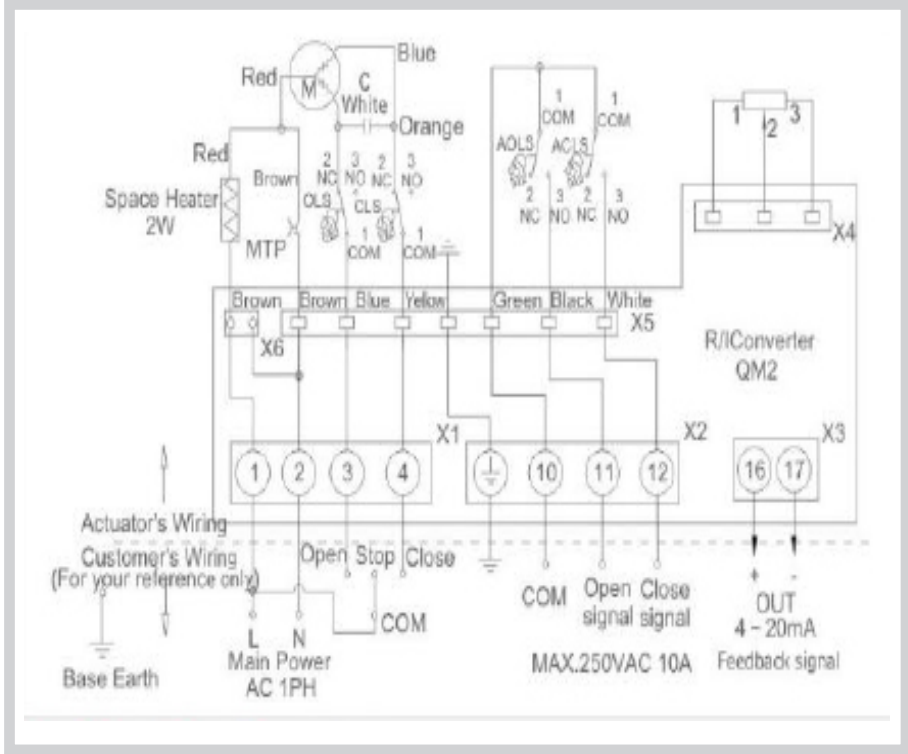 Blue
Red
M
C
White
Orange
1
COM
1
COM
AOLS
ACLS
1
2
3
Red
Brown
2
NC
3
NO
2
NC
3
NO
OLS
CLS
2
NC
3
NO
2
NC
3
NO
Space Heater
2W
MTP
1
COM
1
COM
X4
Brown
Brown
Blue
Yellow
Green
Black
White
X6
X5
R/IConverter
QM2
X1
X2
X3
1
2
3
4
10
11
12
16
17
Actuator's Wiring
Customer's Wiring
(For your reference only)
Open
Stop
Close
COM
L
N
Main Power
AC 1PH
Base Earth
COM
Open
signal
Close
signal
MAX.250VAC 10A
+
-
OUT
4 ~ 20mA
Feedback signal